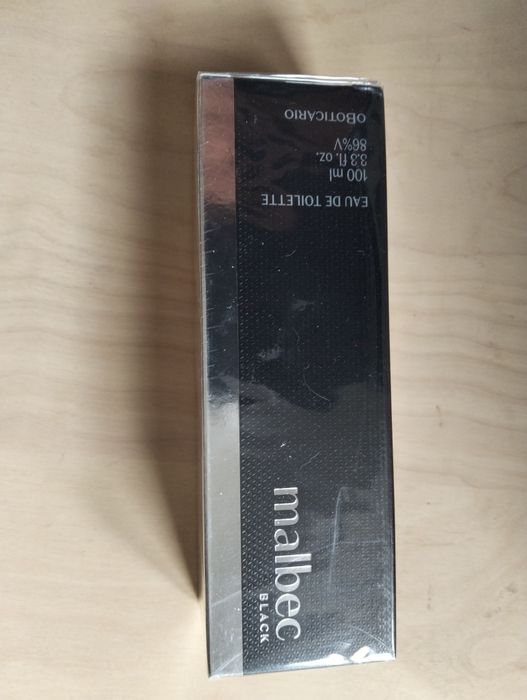 malbec
BLACK
EAU DE TOILETTE
100 ml
3.3 fl. oz.
86%V
oBOTICÁRIO